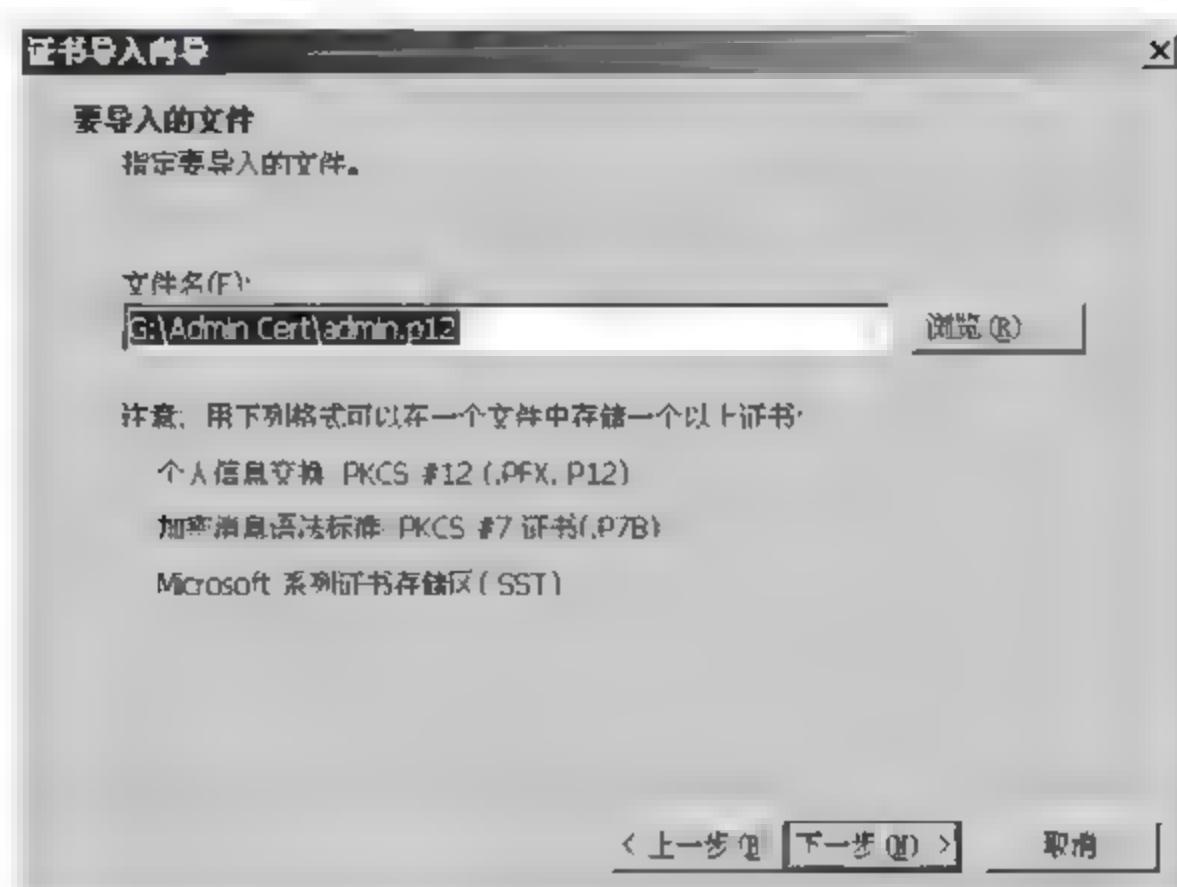 证书导入向导
要导入的文件
指定要导入的文件。
文件名(F):
G:\Admin Cert\admin.p12
浏览(R)
注意: 用下列格式可以在一个文件中存储一个以上证书:
个人信息交换 PKCS #12 (.PFX,.P12)
加密消息语法标准 PKCS #7 证书(.P7B)
Microsoft 系列证书存储区(.SST)
< 上一步(B) 下一步(N) > 取消